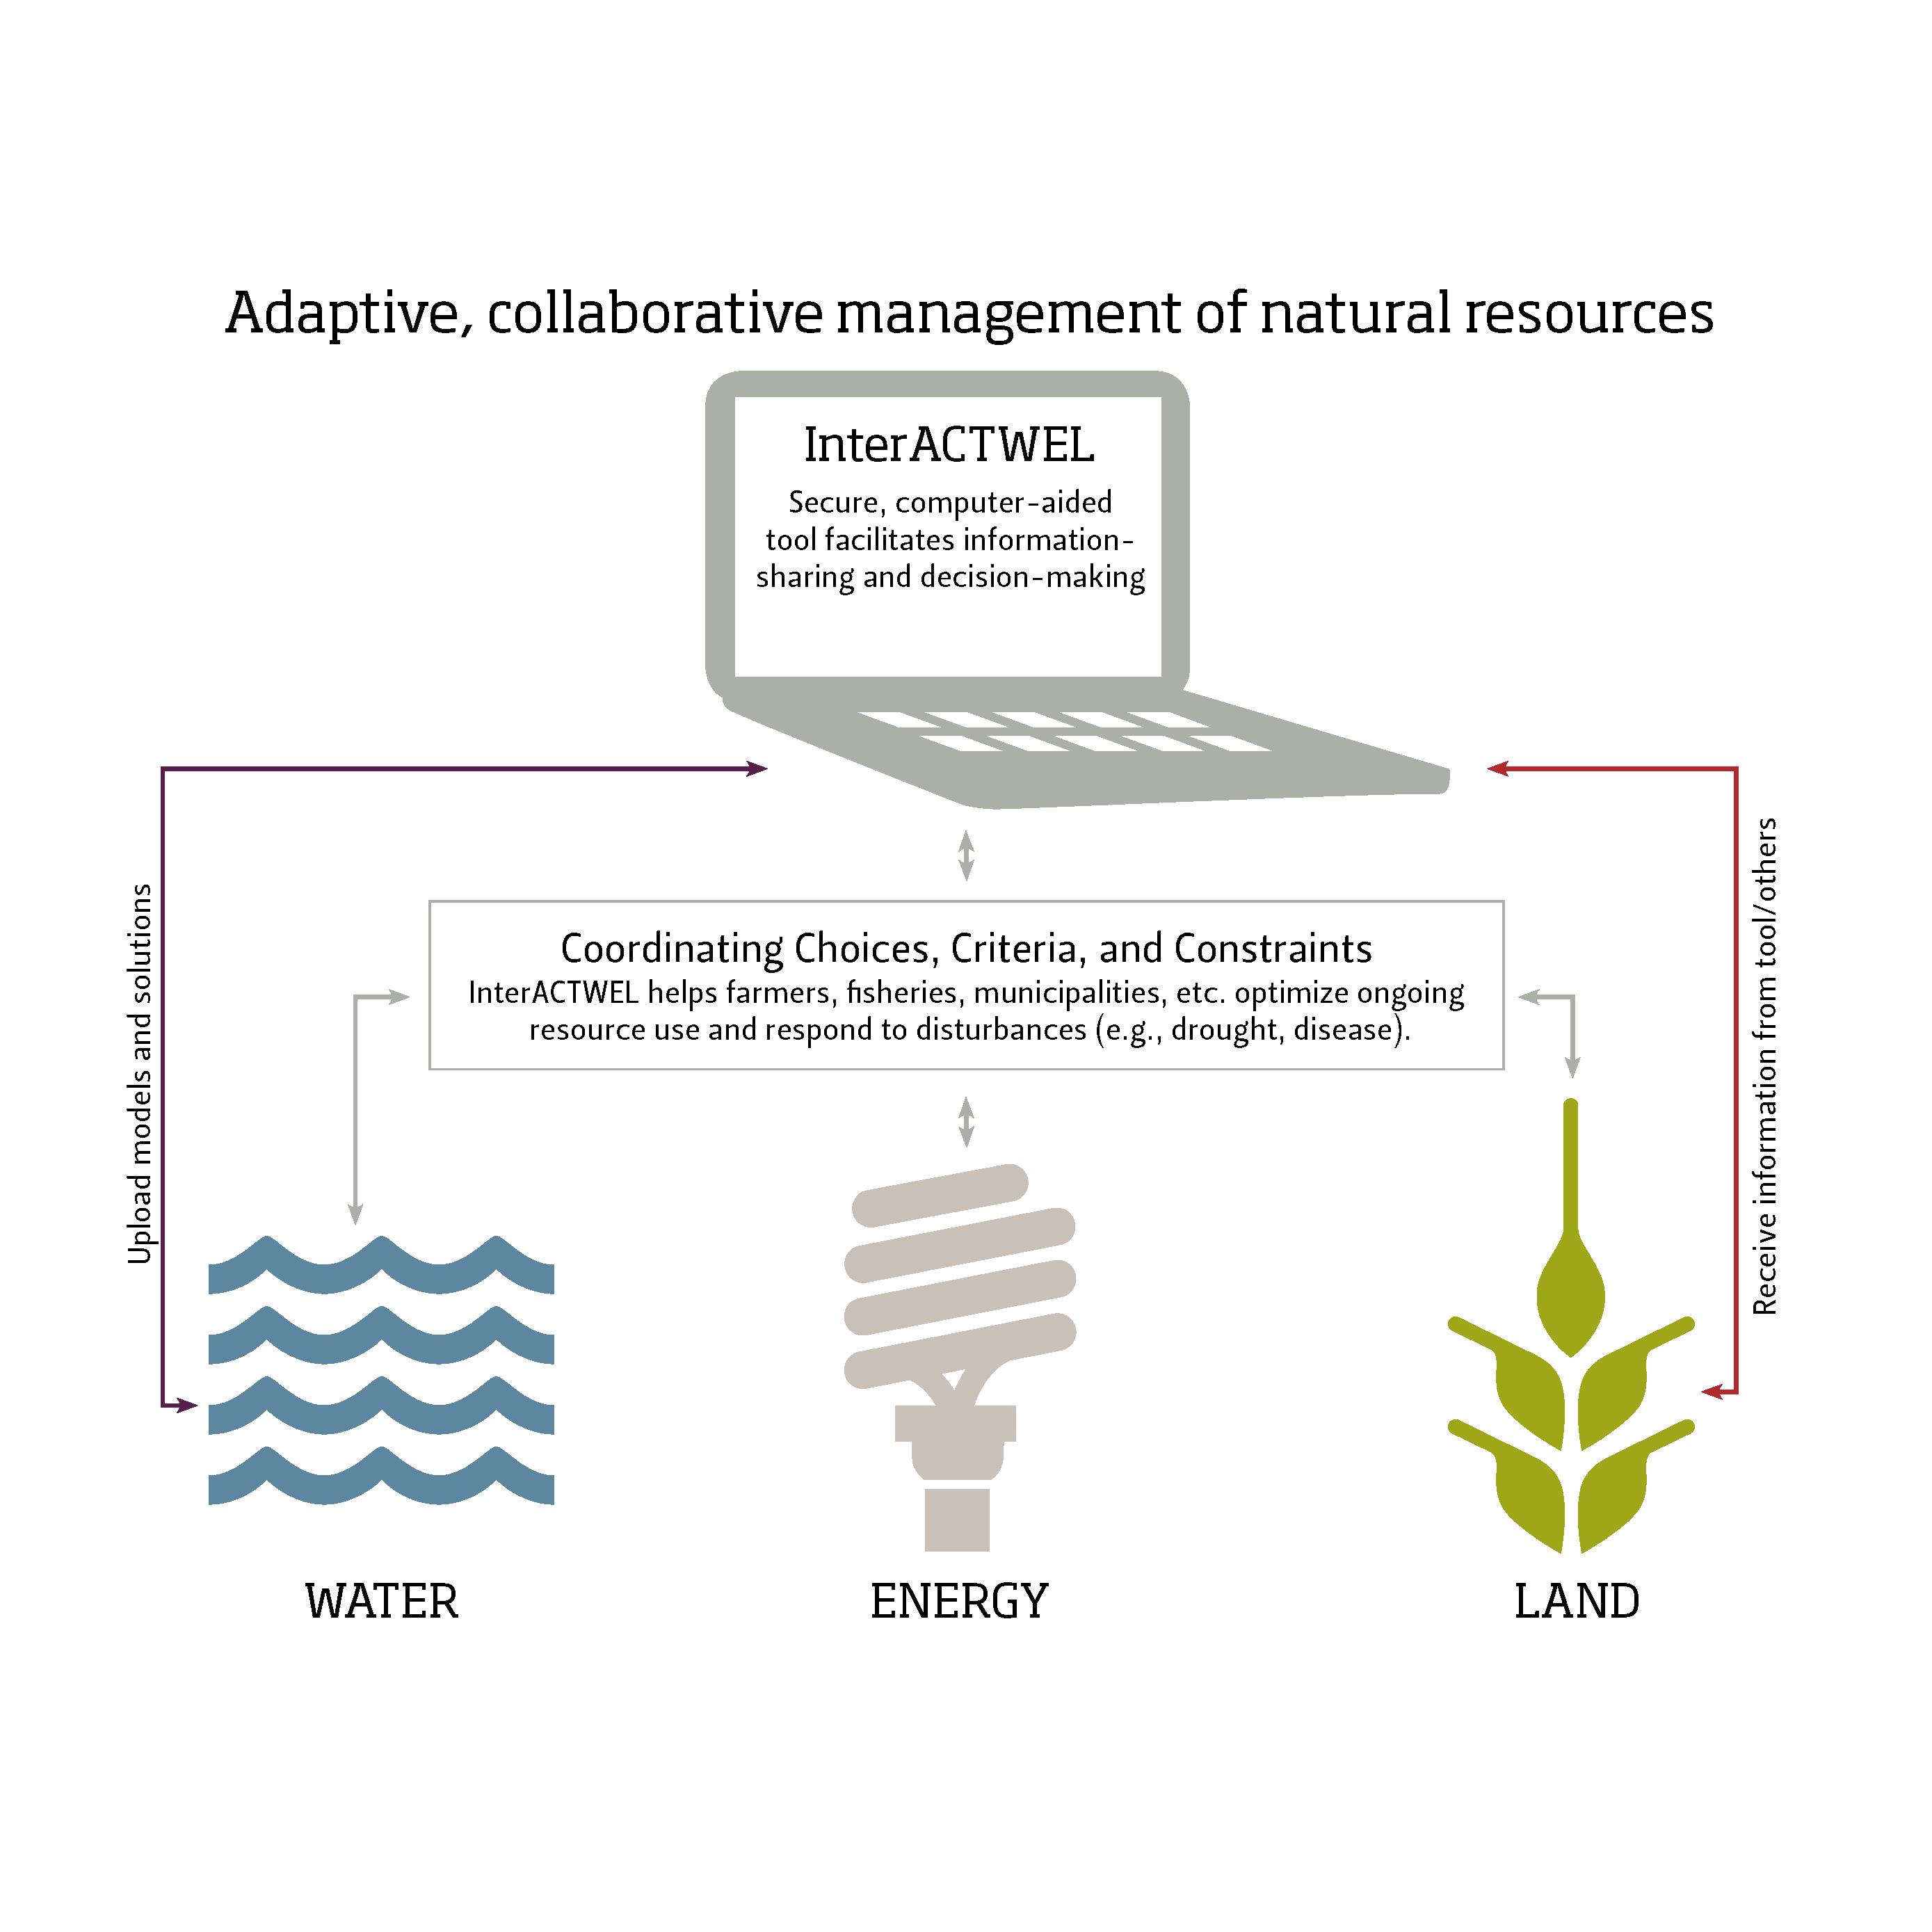 Adaptive, collaborative management of natural resources
InterACTWEL
Secure, computer-aided
tool facilitates information-
sharing and decision-making
Upload models and solutions
Receive information from tool/others
Coordinating Choices, Criteria, and Constraints
InterACTWEL helps farmers, fisheries, municipalities, etc. optimize ongoing
resource use and respond to disturbances (e.g., drought, disease).
WATER
ENERGY
LAND